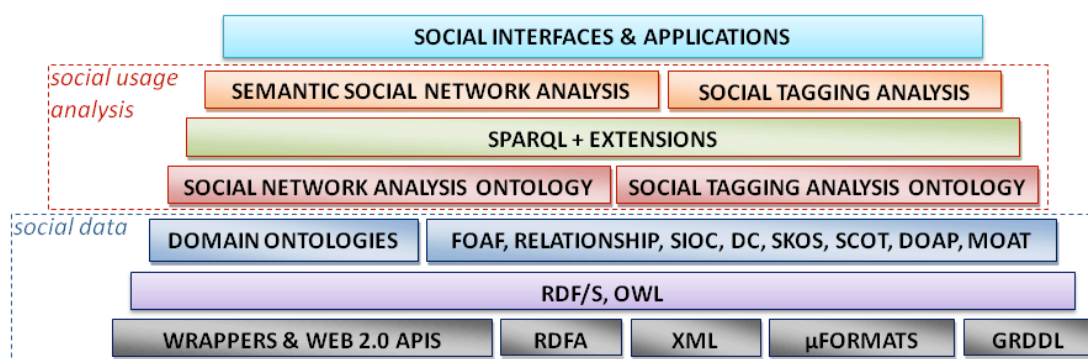 SOCIAL INTERFACES & APPLICATIONS
social usage
analysis
SEMANTIC SOCIAL NETWORK ANALYSIS
SOCIAL TAGGING ANALYSIS
SPARQL + EXTENSIONS
SOCIAL NETWORK ANALYSIS ONTOLOGY
SOCIAL TAGGING ANALYSIS ONTOLOGY
social data
DOMAIN ONTOLOGIES
FOAF, RELATIONSHIP, SIOC, DC, SKOS, SCOT, DOAP, MOAT
RDF/S, OWL
WRAPPERS & WEB 2.0 APIS
RDFA
XML
µFORMATS
GRDDL